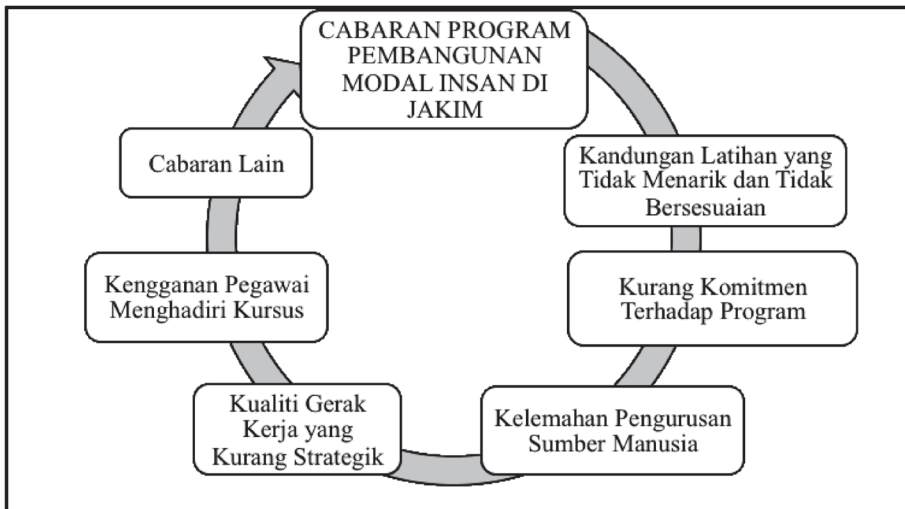 CABARAN PROGRAM
PEMBANGUNAN
MODAL INSAN DI
JAKIM
Kandungan Latihan yang
Tidak Menarik dan Tidak
Bersesuaian
Kurang Komitmen
Terhadap Program
Kelemahan Pengurusan
Sumber Manusia
Kualiti Gerak
Kerja yang
Kurang Strategik
Kengganan Pegawai
Menghadiri Kursus
Cabaran Lain